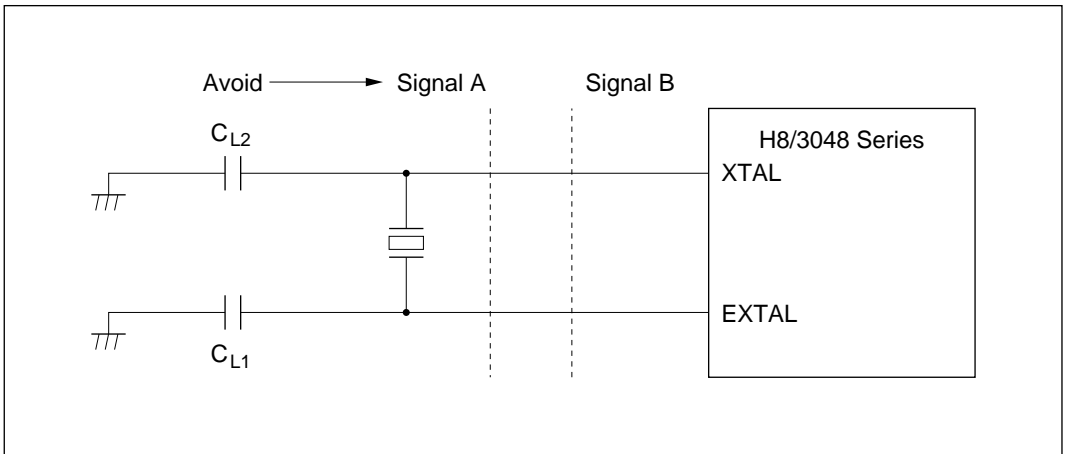 Avoid Signal A Signal B
CL2
H8/3048 Series
XTAL
EXTAL
CL1